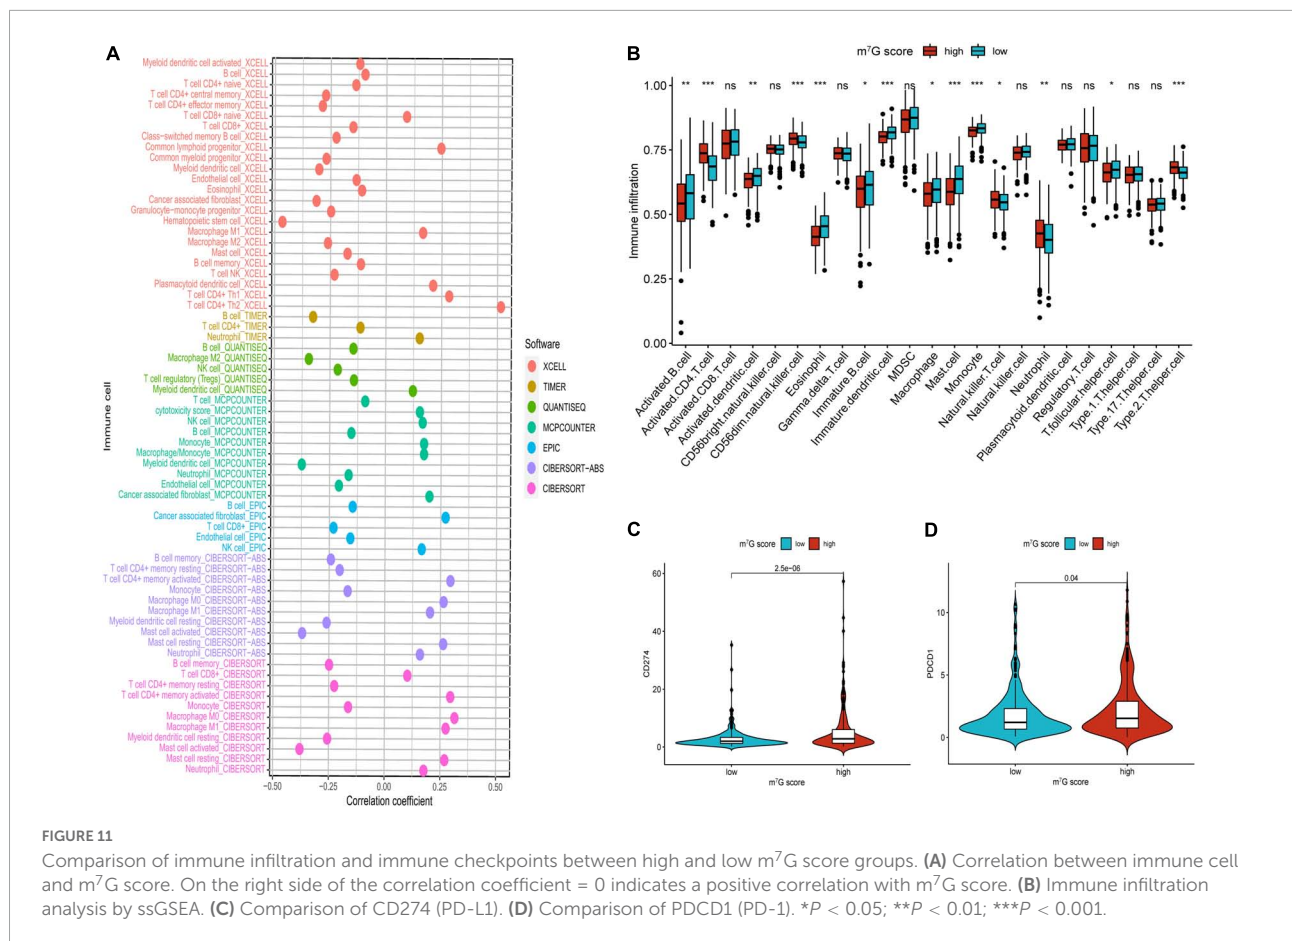 A
Immune cell
Myeloid dendritic cell activated_XCELL
B cell_XCELL
T cell CD4+ naive_XCELL
T cell CD4+ central memory_XCELL
T cell CD4+ effector memory_XCELL
T cell CD8+ naive_XCELL
T cell CD8+_XCELL
Class-switched memory B cell_XCELL
Common lymphoid progenitor_XCELL
Common myeloid progenitor_XCELL
Myeloid dendritic cell_XCELL
Endothelial cell_XCELL
Eosinophil_XCELL
Cancer associated fibroblast_XCELL
Granulocyte-monocyte progenitor_XCELL
Hematopoietic stem cell_XCELL
Macrophage M1_XCELL
Macrophage M2_XCELL
Mast cell_XCELL
B cell memory_XCELL
T cell NK_XCELL
Plasmacytoid dendritic cell_XCELL
T cell CD4+ Th1_XCELL
T cell CD4+ Th2_XCELL
B cell_TIMER
T cell CD4+_TIMER
Neutrophil_TIMER
B cell_QUANTISEQ
Macrophage M2_QUANTISEQ
NK cell_QUANTISEQ
T cell regulatory (Tregs)_QUANTISEQ
Myeloid dendritic cell_QUANTISEQ
T cell_MCPCOUNTER
cytotoxicity score_MCPCOUNTER
NK cell_MCPCOUNTER
B cell_MCPCOUNTER
Monocyte_MCPCOUNTER
Macrophage/Monocyte_MCPCOUNTER
Myeloid dendritic cell_MCPCOUNTER
Neutrophil_MCPCOUNTER
Endothelial cell_MCPCOUNTER
Cancer associated fibroblast_MCPCOUNTER
B cell_EPIC
Cancer associated fibroblast_EPIC
T cell CD8+_EPIC
Endothelial cell_EPIC
NK cell_EPIC
B cell memory_CIBERSORT-ABS
T cell CD4+ memory resting_CIBERSORT-ABS
T cell CD4+ memory activated_CIBERSORT-ABS
Monocyte_CIBERSORT-ABS
Macrophage M0_CIBERSORT-ABS
Macrophage M1_CIBERSORT-ABS
Myeloid dendritic cell resting_CIBERSORT-ABS
Mast cell activated_CIBERSORT-ABS
Mast cell resting_CIBERSORT-ABS
Neutrophil_CIBERSORT-ABS
B cell memory_CIBERSORT
T cell CD8+_CIBERSORT
T cell CD4+ memory resting_CIBERSORT
T cell CD4+ memory activated_CIBERSORT
Monocyte_CIBERSORT
Macrophage M0_CIBERSORT
Macrophage M1_CIBERSORT
Myeloid dendritic cell resting_CIBERSORT
Mast cell activated_CIBERSORT
Mast cell resting_CIBERSORT
Neutrophil_CIBERSORT
−0.50 −0.25 0.00 0.25 0.50
Correlation coefficient
Software
XCELL
TIMER
QUANTISEQ
MCPCOUNTER
EPIC
CIBERSORT-ABS
CIBERSORT
B
m⁷G score high low
** *** ns ** ns *** *** ns * *** ns * *** *** * ns ** ns ns * ns ns ***
Immune infiltration
1.00
0.75
0.50
0.25
0.00
Activated.B.cell
Activated.CD4.T.cell
Activated.CD8.T.cell
Activated.dendritic.cell
CD56bright.natural.killer.cell
CD56dim.natural.killer.cell
Eosinophil
Gamma.delta.T.cell
Immature.B.cell
Immature.dendritic.cell
MDSC
Macrophage
Mast.cell
Monocyte
Natural.killer.T.cell
Natural.killer.cell
Neutrophil
Plasmacytoid.dendritic.cell
Regulatory.T.cell
T.follicular.helper.cell
Type.1.T.helper.cell
Type.17.T.helper.cell
Type.2.T.helper.cell
C
m⁷G score low high
2.5e−06
CD274
60
40
20
0
low high
m⁷G score
D
m⁷G score low high
0.04
PDCD1
10
5
0
low high
m⁷G score
FIGURE 11
Comparison of immune infiltration and immune checkpoints between high and low m⁷G score groups. (A) Correlation between immune cell
and m⁷G score. On the right side of the correlation coefficient = 0 indicates a positive correlation with m⁷G score. (B) Immune infiltration
analysis by ssGSEA. (C) Comparison of CD274 (PD-L1). (D) Comparison of PDCD1 (PD-1). *P < 0.05; **P < 0.01; ***P < 0.001.